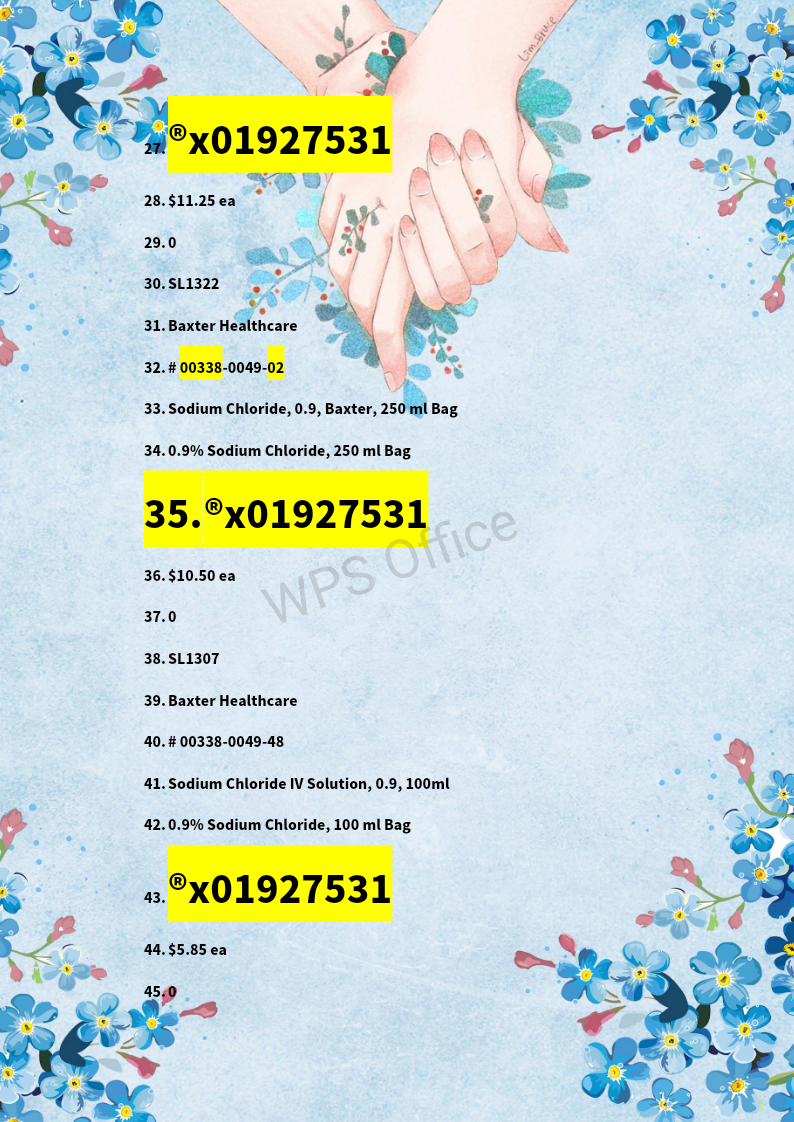 Lim.Bruce
27. ®x01927531
28. $11.25 ea
29. 0
30. SL1322
31. Baxter Healthcare
32. # 00338-0049-02
33. Sodium Chloride, 0.9, Baxter, 250 ml Bag
34. 0.9% Sodium Chloride, 250 ml Bag
35. ®x01927531
WPS Office
36. $10.50 ea
37. 0
38. SL1307
39. Baxter Healthcare
40. # 00338-0049-48
41. Sodium Chloride IV Solution, 0.9, 100ml
42. 0.9% Sodium Chloride, 100 ml Bag
43. ®x01927531
44. $5.85 ea
45. 0